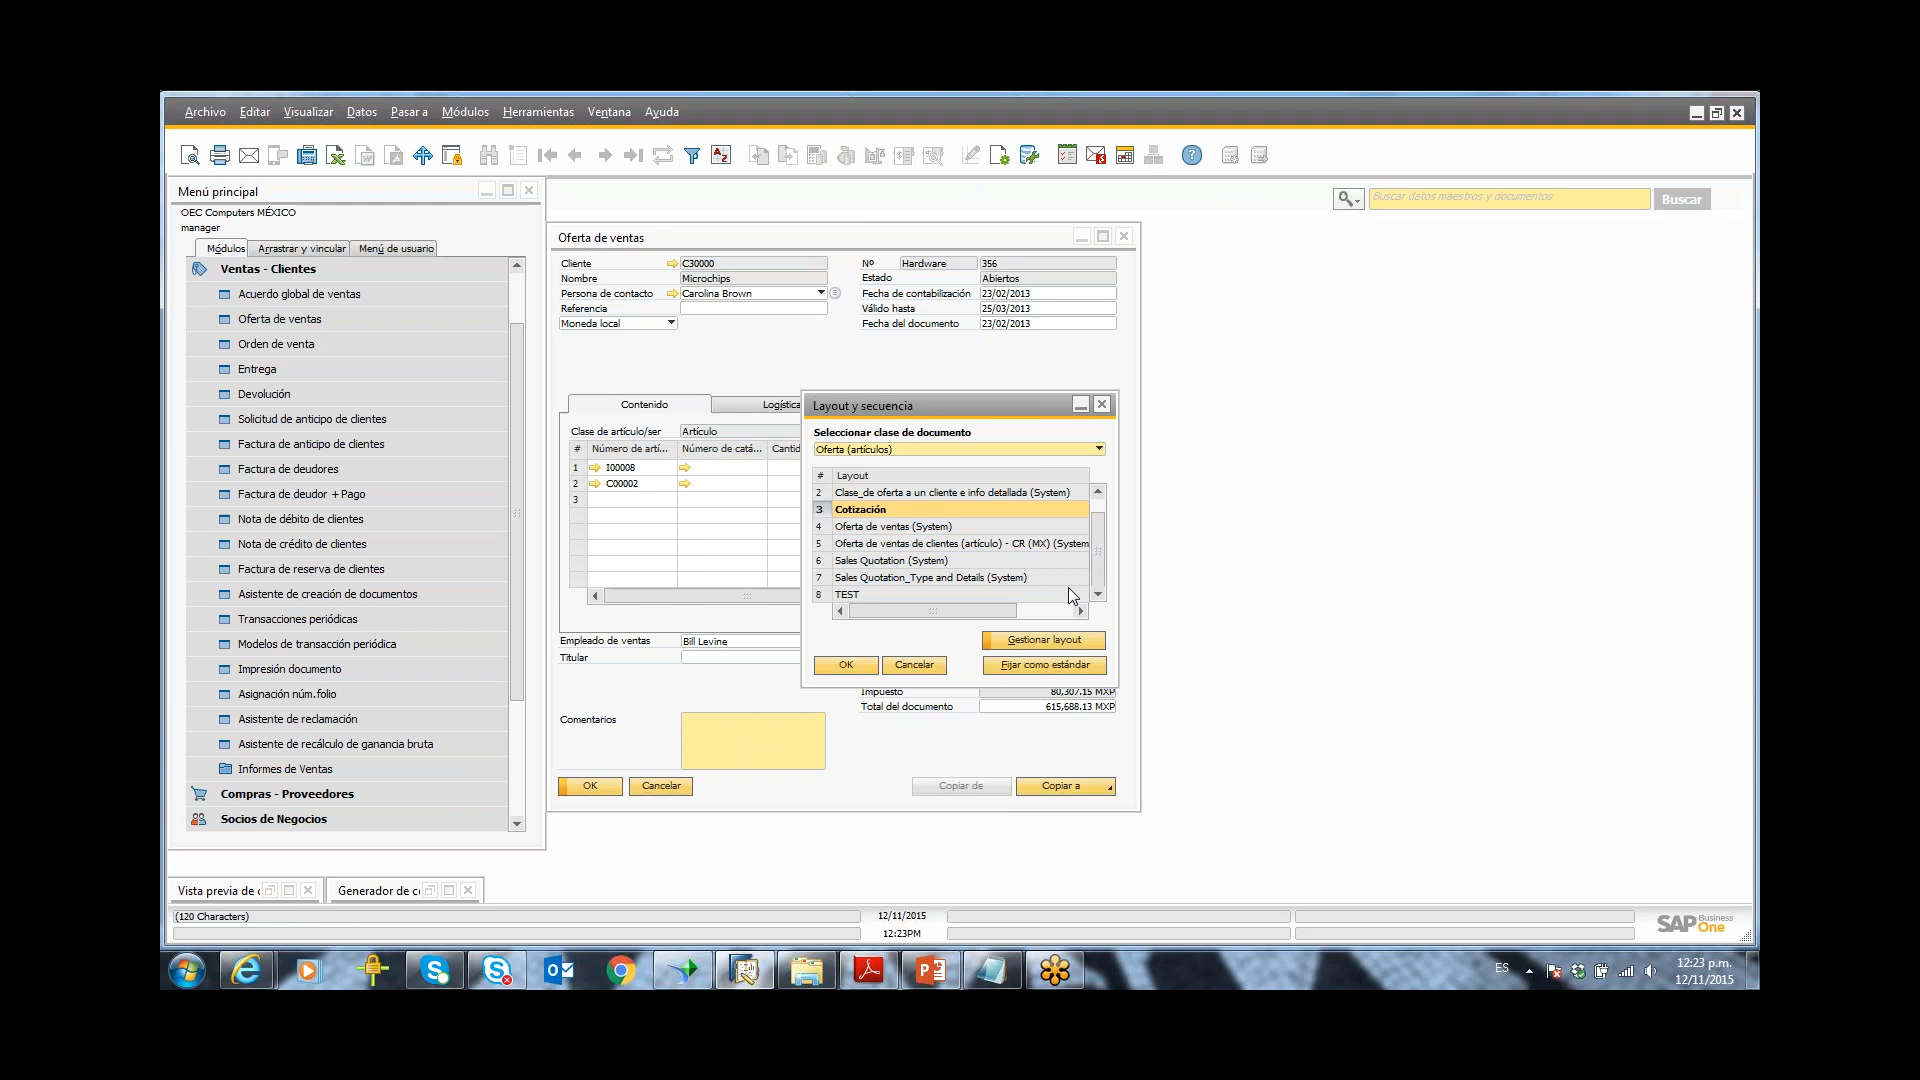 Archivo Editar Visualizar Datos Pasar a Módulos Herramientas Ventana Ayuda
Menú principal
OEC Computers MÉXICO
manager
Módulos Arrastrar y vincular Menú de usuario
Ventas - Clientes
Acuerdo global de ventas
Oferta de ventas
Orden de venta
Entrega
Devolución
Solicitud de anticipo de clientes
Factura de anticipo de clientes
Factura de deudores
Factura de deudor +Pago
Nota de débito de clientes
Nota de crédito de clientes
Factura de reserva de clientes
Asistente de creación de documentos
Transacciones periódicas
Modelos de transacción periódica
Impresión documento
Asignación núm.folio
Asistente de reclamación
Asistente de recálculo de ganancia bruta
Informes de Ventas
Compras - Proveedores
Socios de Negocios
Buscar datos maestros y documentos Buscar
Oferta de ventas
Cliente C30000
Nombre Microchips
Persona de contacto Carolina Brown
Referencia
Moneda local
Nº Hardware 356
Estado Abiertos
Fecha de contabilización 23/02/2013
Válido hasta 25/03/2013
Fecha del documento 23/02/2013
Contenido Logística
Clase de artículo/ser Artículo
# Número de artí... Número de catá... Cantid
1 I00008
2 C00002
3
Empleado de ventas Bill Levine
Titular
Impuesto 80,307.15 MXP
Total del documento 615,688.13 MXP
Comentarios
OK Cancelar Copiar de Copiar a
Layout y secuencia
Seleccionar clase de documento
Oferta (artículos)
# Layout
2 Clase_de oferta a un cliente e info detallada (System)
3 Cotización
4 Oferta de ventas (System)
5 Oferta de ventas de clientes (artículo) - CR (MX) (System
6 Sales Quotation (System)
7 Sales Quotation_Type and Details (System)
8 TEST
Gestionar layout
OK Cancelar Fijar como estándar
Vista previa de c Generador de c
(120 Characters) 12/11/2015
12:23PM
SAP Business One
ES 12:23 p.m.
12/11/2015